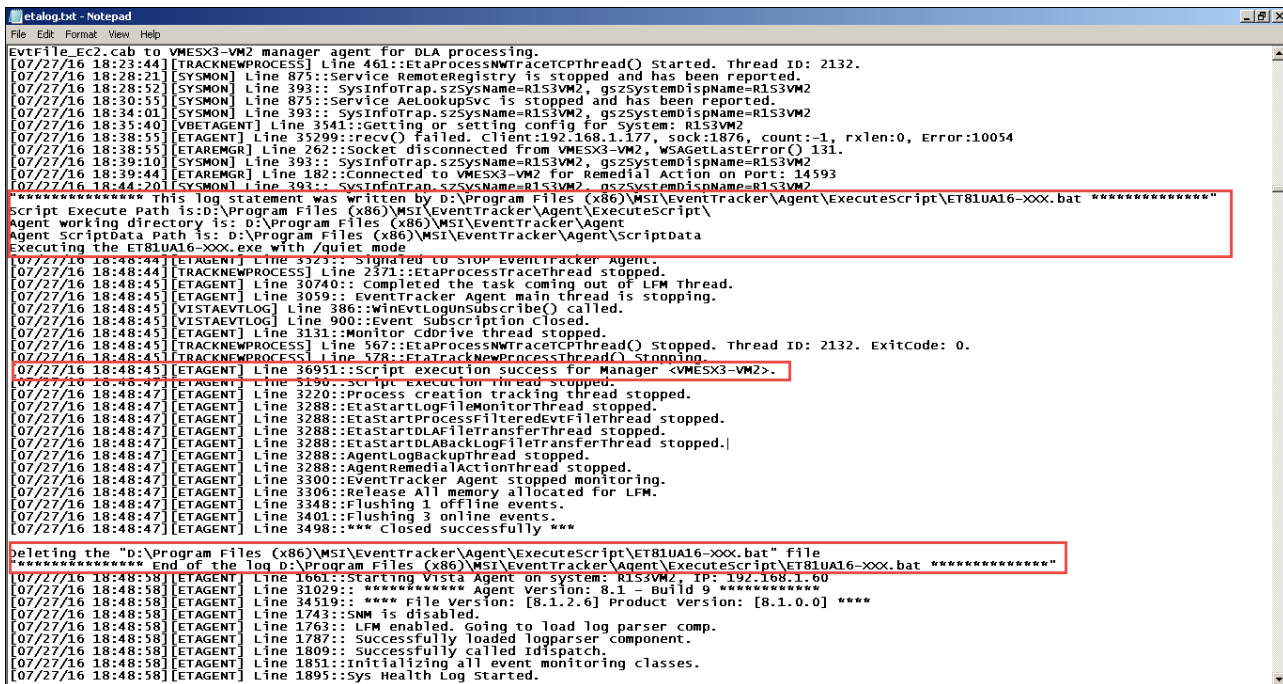 etalog.txt - Notepad
File Edit Format View Help
EvtFile_Ec2.cab to VMESX3-VM2 manager agent for DLA processing.
[07/27/16 18:23:44][TRACKNEWPROCESS] Line 461::EtaProcessNWTraceTCPThread() Started. Thread ID: 2132.
[07/27/16 18:28:21][SYSMON] Line 875::Service RemoteRegistry is stopped and has been reported.
[07/27/16 18:28:52][SYSMON] Line 393:: SysInfoTrap.szSysName=R1S3VM2, gszSystemDispName=R1S3VM2
[07/27/16 18:30:55][SYSMON] Line 875::Service AeLookupSvc is stopped and has been reported.
[07/27/16 18:34:01][SYSMON] Line 393:: SysInfoTrap.szSysName=R1S3VM2, gszSystemDispName=R1S3VM2
[07/27/16 18:35:40][VBETAGENT] Line 3541::Getting or setting config for System: R1S3VM2
[07/27/16 18:38:55][ETAGENT] Line 35299::recv() failed. Client:192.168.1.177, sock:1876, count:-1, rxlen:0, Error:10054
[07/27/16 18:38:55][ETAREMGR] Line 262::Socket disconnected from VMESX3-VM2, WSAGetLastError() 131.
[07/27/16 18:39:10][SYSMON] Line 393:: SysInfoTrap.szSysName=R1S3VM2, gszSystemDispName=R1S3VM2
[07/27/16 18:39:44][ETAREMGR] Line 182::Connected to VMESX3-VM2 for Remedial Action on Port: 14593
[07/27/16 18:44:20][SYSMON] Line 393:: SysInfoTrap.szSysName=R1S3VM2, gszSystemDispName=R1S3VM2
"************** This log statement was written by D:\Program Files (x86)\MSI\EventTracker\Agent\ExecuteScript\ET81UA16-XXX.bat **************"
Script Execute Path is:D:\Program Files (x86)\MSI\EventTracker\Agent\ExecuteScript\
Agent working directory is: D:\Program Files (x86)\MSI\EventTracker\Agent
Agent ScriptData Path is: D:\Program Files (x86)\MSI\EventTracker\Agent\ScriptData
Executing the ET81UA16-XXX.exe with /quiet mode
[07/27/16 18:48:44][ETAGENT] Line 3525:: Signaled to STOP EventTracker Agent.
[07/27/16 18:48:44][TRACKNEWPROCESS] Line 2371::EtaProcessTraceThread stopped.
[07/27/16 18:48:45][ETAGENT] Line 30740:: Completed the task coming out of LFM Thread.
[07/27/16 18:48:45][ETAGENT] Line 3059:: EventTracker Agent main thread is stopping.
[07/27/16 18:48:45][VISTAEVTLOG] Line 386::WinEvtLogUnSubscribe() called.
[07/27/16 18:48:45][VISTAEVTLOG] Line 900::Event Subscription Closed.
[07/27/16 18:48:45][ETAGENT] Line 3131::Monitor CdDrive thread stopped.
[07/27/16 18:48:45][TRACKNEWPROCESS] Line 567::EtaProcessNWTraceTCPThread() Stopped. Thread ID: 2132. ExitCode: 0.
[07/27/16 18:48:45][TRACKNEWPROCESS] Line 578::EtaTrackNewProcessThread() Stopping.
[07/27/16 18:48:45][ETAGENT] Line 36951::Script execution success for Manager <VMESX3-VM2>.
[07/27/16 18:48:47][ETAGENT] Line 3190::Script Execution thread stopped.
[07/27/16 18:48:47][ETAGENT] Line 3220::Process creation tracking thread stopped.
[07/27/16 18:48:47][ETAGENT] Line 3288::EtaStartLogFileMonitorThread stopped.
[07/27/16 18:48:47][ETAGENT] Line 3288::EtaStartProcessFilteredEvtFileThread stopped.
[07/27/16 18:48:47][ETAGENT] Line 3288::EtaStartDLAFileTransferThread stopped.
[07/27/16 18:48:47][ETAGENT] Line 3288::EtaStartDLABackLogFileTransferThread stopped.
[07/27/16 18:48:47][ETAGENT] Line 3288::AgentLogBackupThread stopped.
[07/27/16 18:48:47][ETAGENT] Line 3288::AgentRemedialActionThread stopped.
[07/27/16 18:48:47][ETAGENT] Line 3300::EventTracker Agent stopped monitoring.
[07/27/16 18:48:47][ETAGENT] Line 3306::Release All memory allocated for LFM.
[07/27/16 18:48:47][ETAGENT] Line 3348::Flushing 1 offline events.
[07/27/16 18:48:47][ETAGENT] Line 3401::Flushing 3 online events.
[07/27/16 18:48:47][ETAGENT] Line 3498::*** Closed successfully ***
Deleting the "D:\Program Files (x86)\MSI\EventTracker\Agent\ExecuteScript\ET81UA16-XXX.bat" file
"************** End of the log D:\Program Files (x86)\MSI\EventTracker\Agent\ExecuteScript\ET81UA16-XXX.bat **************"
[07/27/16 18:48:58][ETAGENT] Line 1661::Starting Vista Agent on system: R1S3VM2, IP: 192.168.1.60
[07/27/16 18:48:58][ETAGENT] Line 31029:: ************ Agent Version: 8.1 - Build 9 ************
[07/27/16 18:48:58][ETAGENT] Line 34519:: **** File Version: [8.1.2.6] Product Version: [8.1.0.0] ****
[07/27/16 18:48:58][ETAGENT] Line 1743::SNM is disabled.
[07/27/16 18:48:58][ETAGENT] Line 1763:: LFM enabled. Going to load log parser comp.
[07/27/16 18:48:58][ETAGENT] Line 1787:: Successfully loaded logparser component.
[07/27/16 18:48:58][ETAGENT] Line 1809:: Successfully called Idispatch.
[07/27/16 18:48:58][ETAGENT] Line 1851::Initializing all event monitoring classes.
[07/27/16 18:48:58][ETAGENT] Line 1895::Sys Health Log Started.